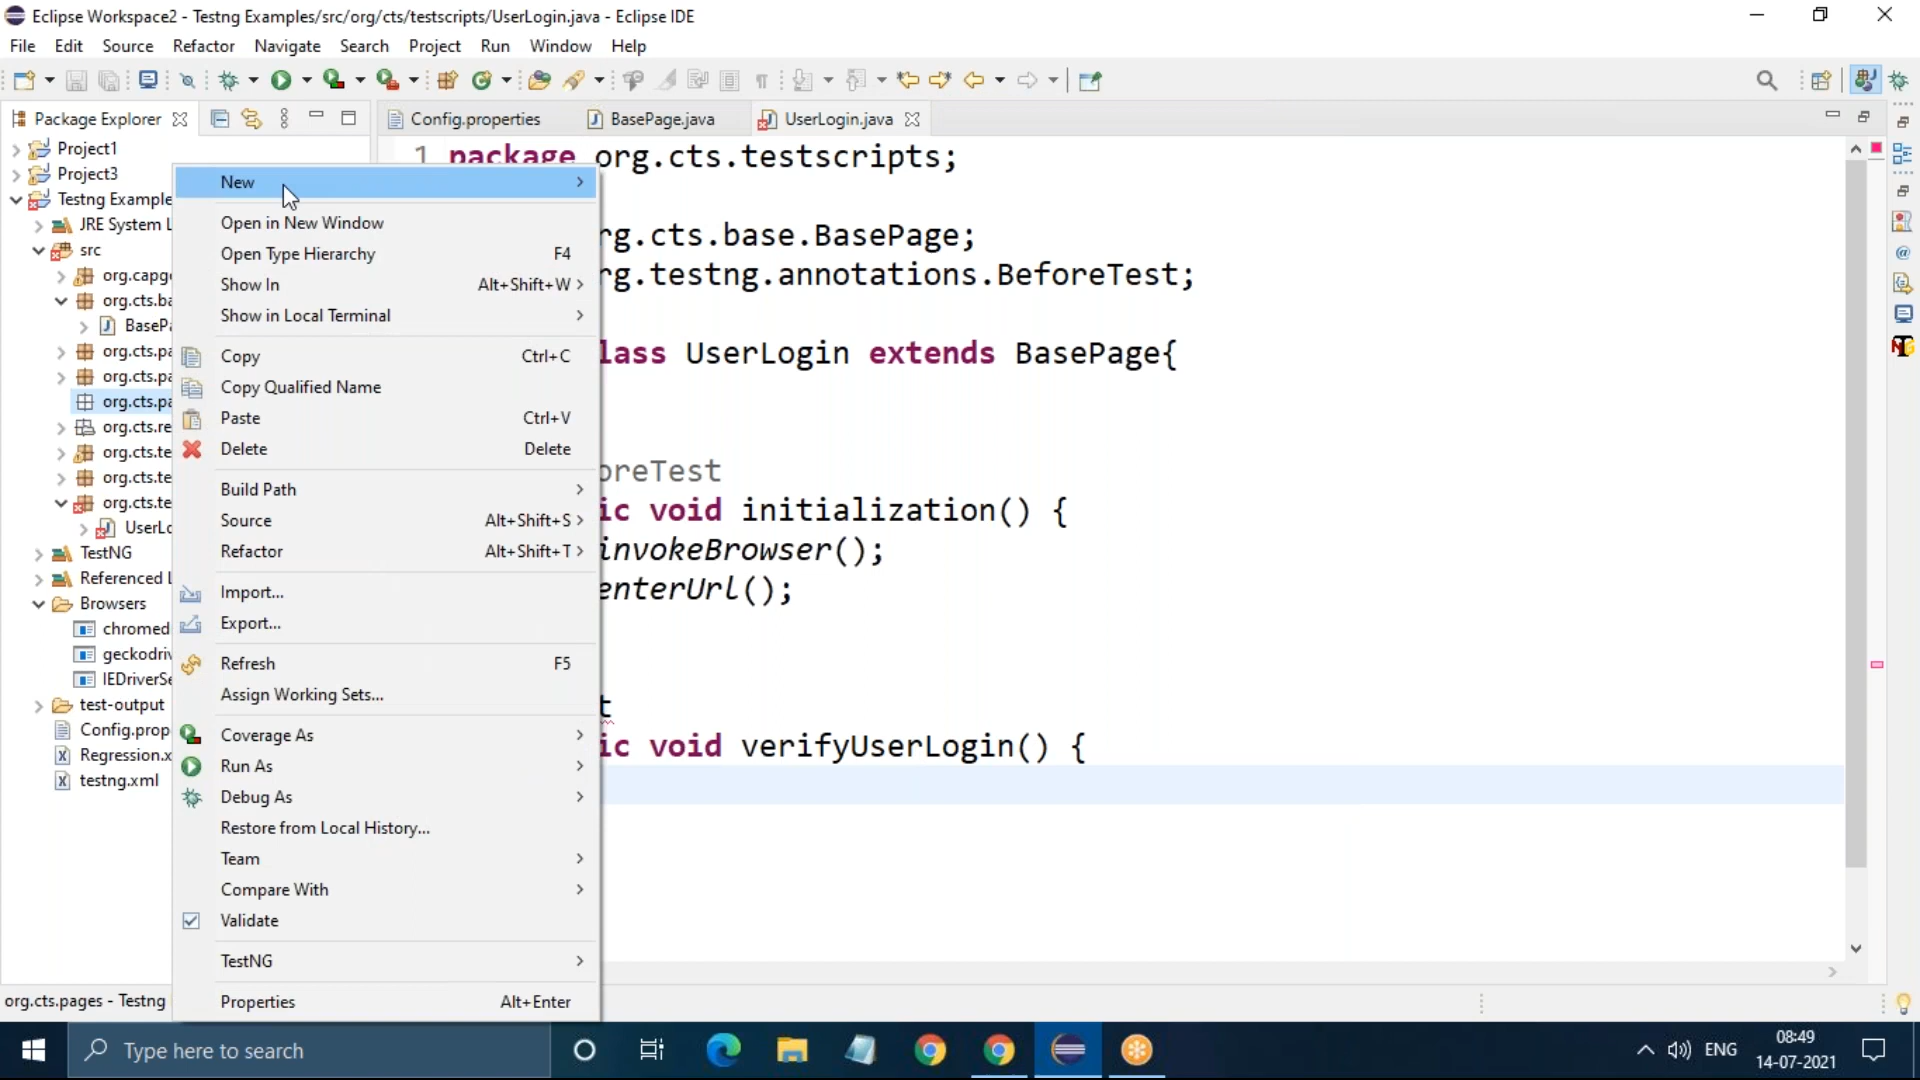 Eclipse Workspace2 - Testng Examples/src/org/cts/testscripts/UserLogin.java - Eclipse IDE
File Edit Source Refactor Navigate Search Project Run Window Help
Package Explorer
Config.properties
BasePage.java
UserLogin.java
Project1
Project3
Testng Example
JRE System L
src
org.capg
org.cts.ba
BaseP
org.cts.pa
org.cts.pa
org.cts.pa
org.cts.re
org.cts.te
org.cts.te
org.cts.te
UserLo
TestNG
Referenced L
Browsers
chromed
geckodriv
IEDriverSe
test-output
Config.prop
Regression.x
testng.xml
New
Open in New Window
Open Type Hierarchy F4
Show In Alt+Shift+W
Show in Local Terminal
Copy Ctrl+C
Copy Qualified Name
Paste Ctrl+V
Delete Delete
Build Path
Source Alt+Shift+S
Refactor Alt+Shift+T
Import...
Export...
Refresh F5
Assign Working Sets...
Coverage As
Run As
Debug As
Restore from Local History...
Team
Compare With
Validate
TestNG
Properties Alt+Enter
1 package org.cts.testscripts;
rg.cts.base.BasePage;
rg.testng.annotations.BeforeTest;
lass UserLogin extends BasePage{
oreTest
ic void initialization() {
invokeBrowser();
enterUrl();
t
ic void verifyUserLogin() {
org.cts.pages - Testng
Type here to search
ENG
08:49
14-07-2021